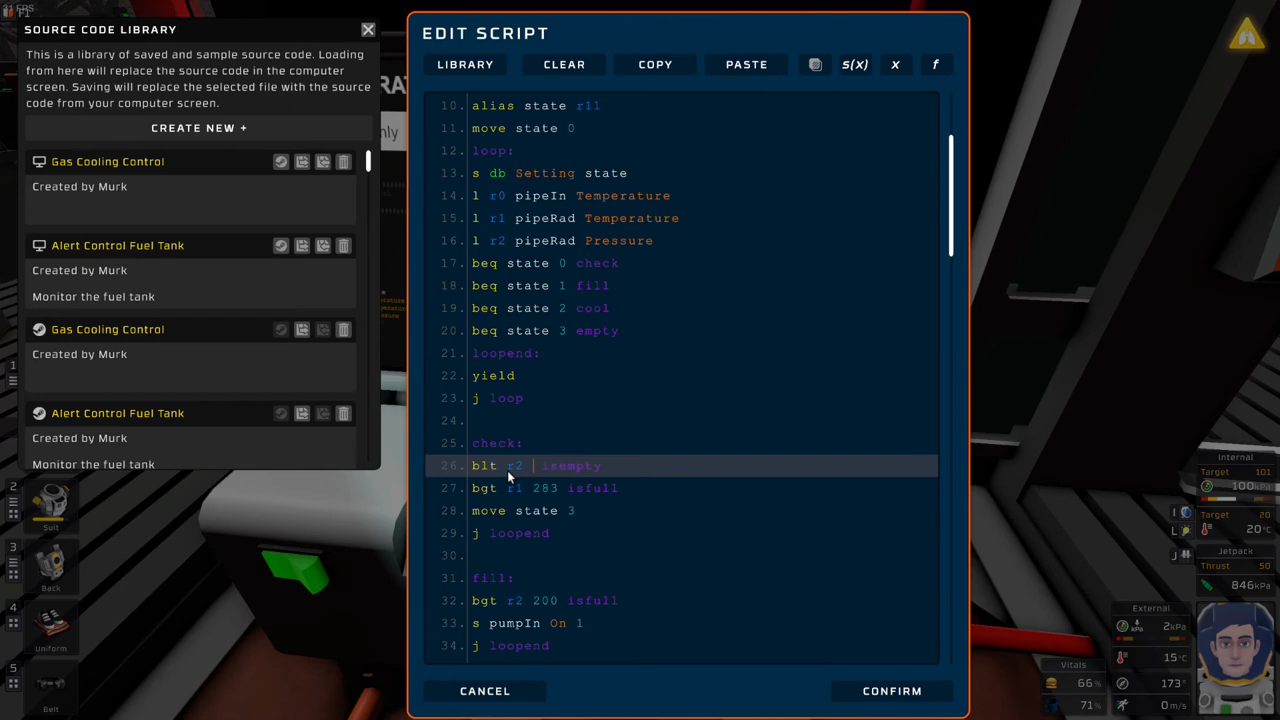 SOURCE CODE LIBRARY
This is a library of saved and sample source code. Loading
from here will replace the source code in the computer
screen. Saving will replace the selected file with the source
code from your computer screen.
CREATE NEW +
Gas Cooling Control
Created by Murk
Alert Control Fuel Tank
Created by Murk
Monitor the fuel tank
Gas Cooling Control
Created by Murk
Alert Control Fuel Tank
Created by Murk
Monitor the fuel tank
EDIT SCRIPT
LIBRARY
CLEAR
COPY
PASTE
S(X)
X
f
10. alias state r11
11. move state 0
12. loop:
13. s db Setting state
14. l r0 pipeIn Temperature
15. l r1 pipeRad Temperature
16. l r2 pipeRad Pressure
17. beq state 0 check
18. beq state 1 fill
19. beq state 2 cool
20. beq state 3 empty
21. loopend:
22. yield
23. j loop
24.
25. check:
26. blt r2 isempty
27. bgt r1 283 isfull
28. move state 3
29. j loopend
30.
31. fill:
32. bgt r2 200 isfull
33. s pumpIn On 1
34. j loopend
CANCEL
CONFIRM
nly
1
2
Suit
3
Back
4
Uniform
5
Belt
Internal
Target 101
100kPa
Target 20
20°C
Jetpack
Thrust 50
846kPa
External
2kPa
15°C
173°
0m/s
Vitals
66%
71%